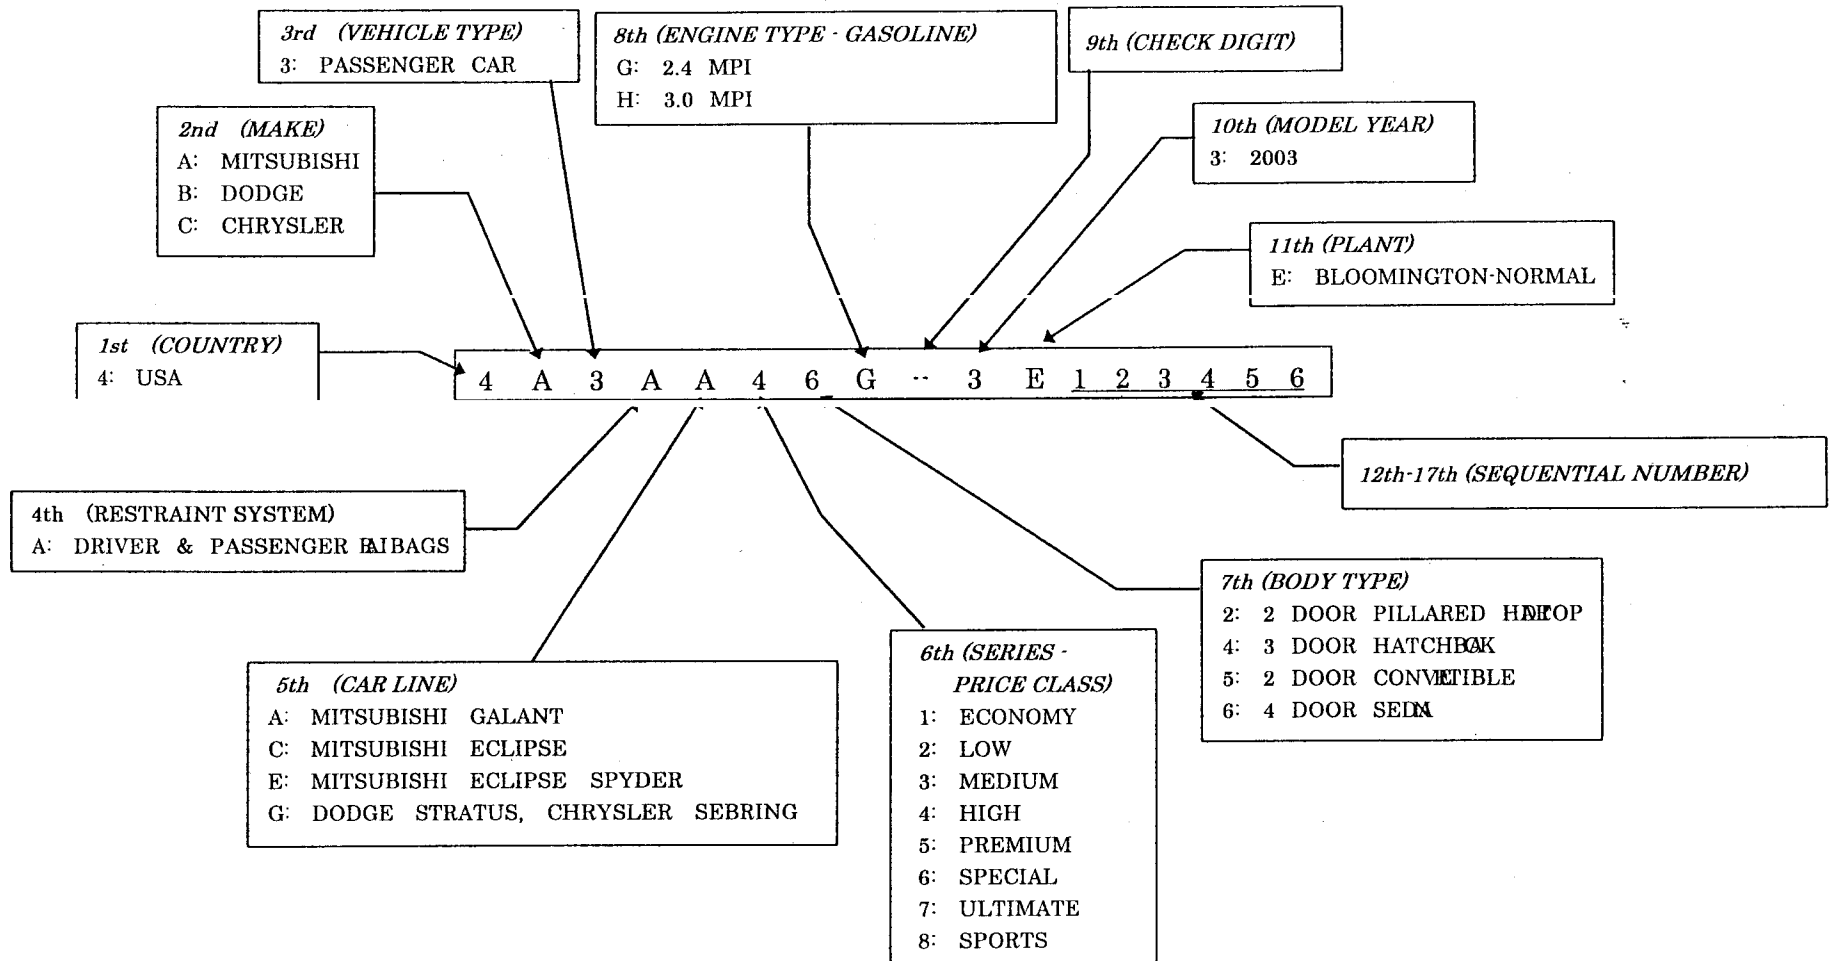 3rd (VEHICLE TYPE)
3: PASSENGER CAR
8th (ENGINE TYPE - GASOLINE)
G: 2.4 MPI
H: 3.0 MPI
9th (CHECK DIGIT)
2nd (MAKE)
A: MITSUBISHI
B: DODGE
C: CHRYSLER
10th (MODEL YEAR)
3: 2003
11th (PLANT)
E: BLOOMINGTON-NORMAL
1st (COUNTRY)
4: USA
4 A 3 A A 4 6 G -- 3 E 1 2 3 4 5 6
12th-17th (SEQUENTIAL NUMBER)
4th (RESTRAINT SYSTEM)
A: DRIVER & PASSENGER
7th (BODY TYPE)
2: 2 DOOR PILLARED
4: 3 DOOR
5: 2 DOOR
6: 4 DOOR
5th (CAR LINE)
A: MITSUBISHI GALANT
C: MITSUBISHI ECLIPSE
E: MITSUBISHI ECLIPSE SPYDER
G: DODGE STRATUS, CHRYSLER SEBRING
6th (SERIES -
PRICE CLASS)
1: ECONOMY
2: LOW
3: MEDIUM
4: HIGH
5: PREMIUM
6: SPECIAL
7: ULTIMATE
8: SPORTS